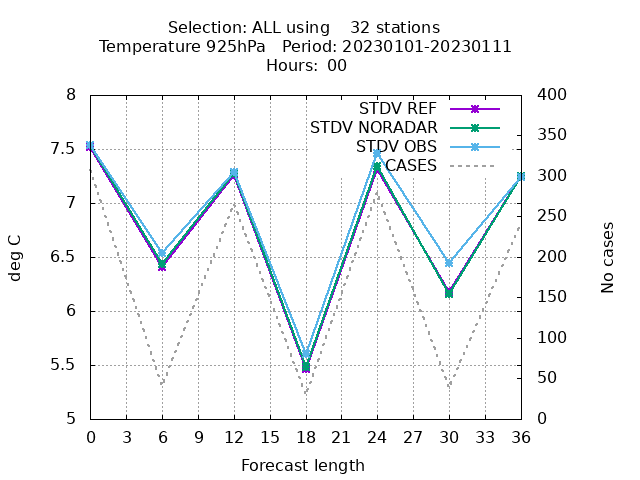 Selection: ALL using    32 stations
Temperature 925hPa   Period: 20230101-20230111
Hours:  00
STDV REF
STDV NORADAR
STDV OBS
CASES
8
7.5
7
6.5
6
5.5
5
deg C
400
350
300
250
200
150
100
50
0
No cases
0 3 6 9 12 15 18 21 24 27 30 33 36
Forecast length